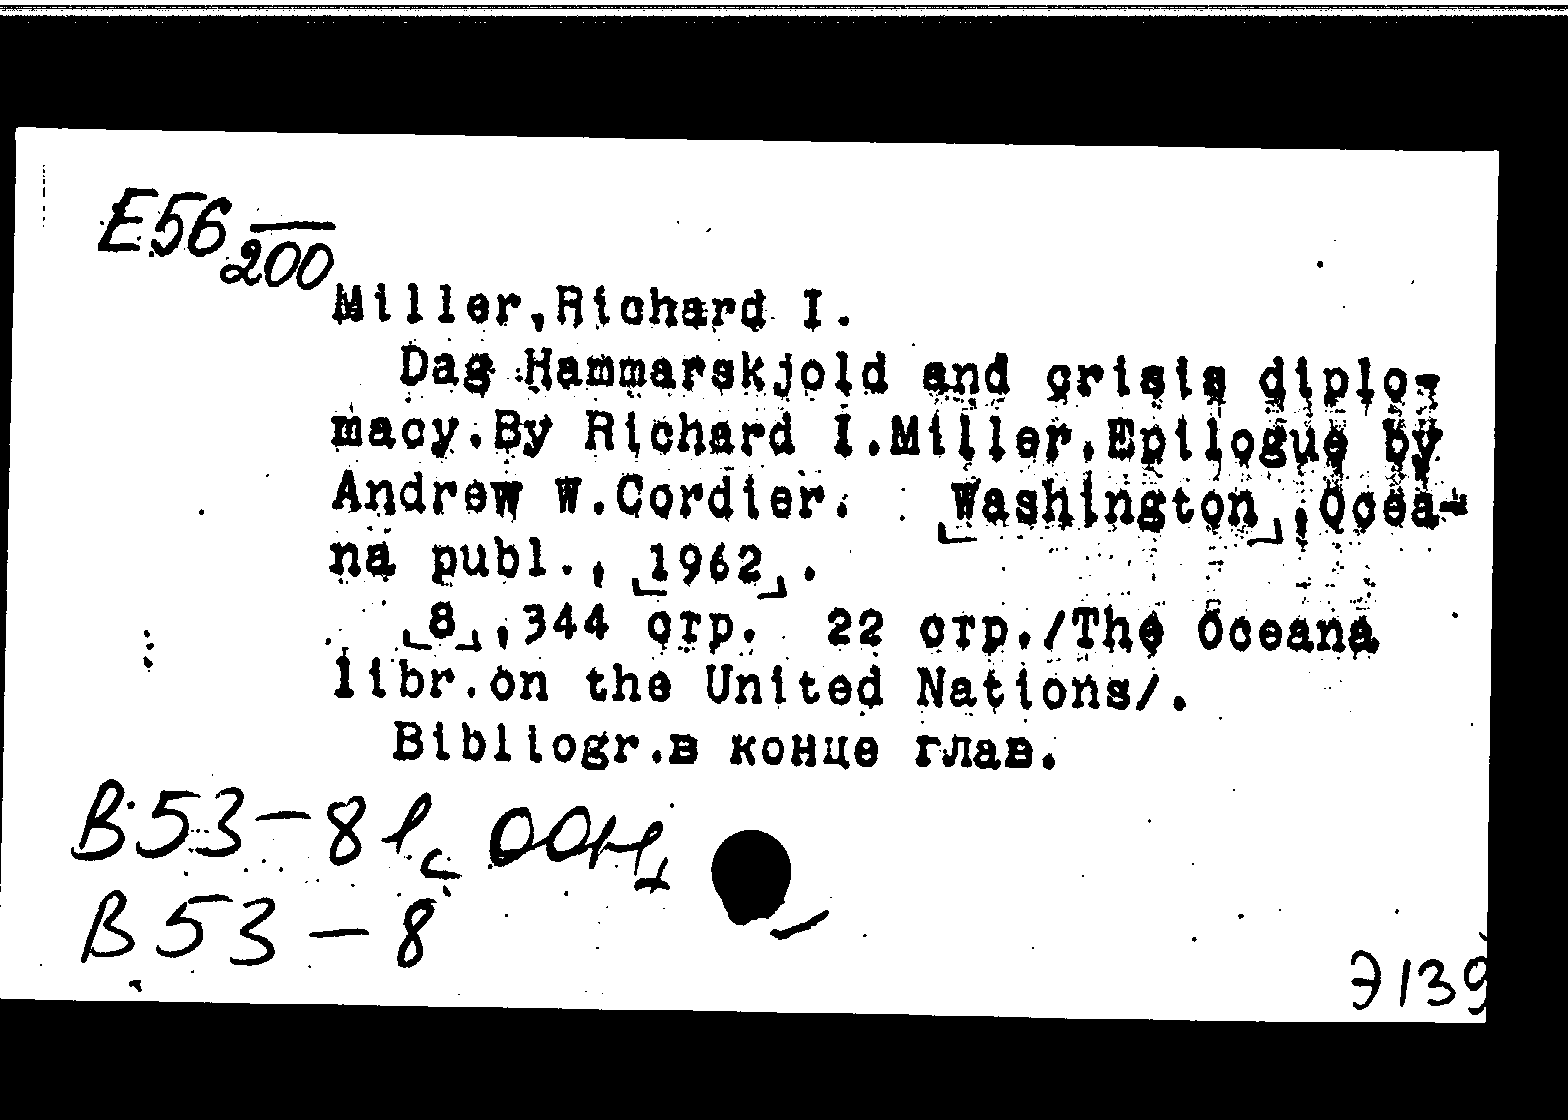 E56
200
Miller,Richard I.
Dag Hammarskjold and crisis diplo-
macy.By Richard I.Miller.Epilogue by
Andrew W.Cordier. [Washington],Ocea-
na publ., [1962].
[8],344 стр. 22 стр./The Oceana
libr.on the United Nations/.
Bibliogr.в конце глав.
В53-8 ООН
В53-8
Э139